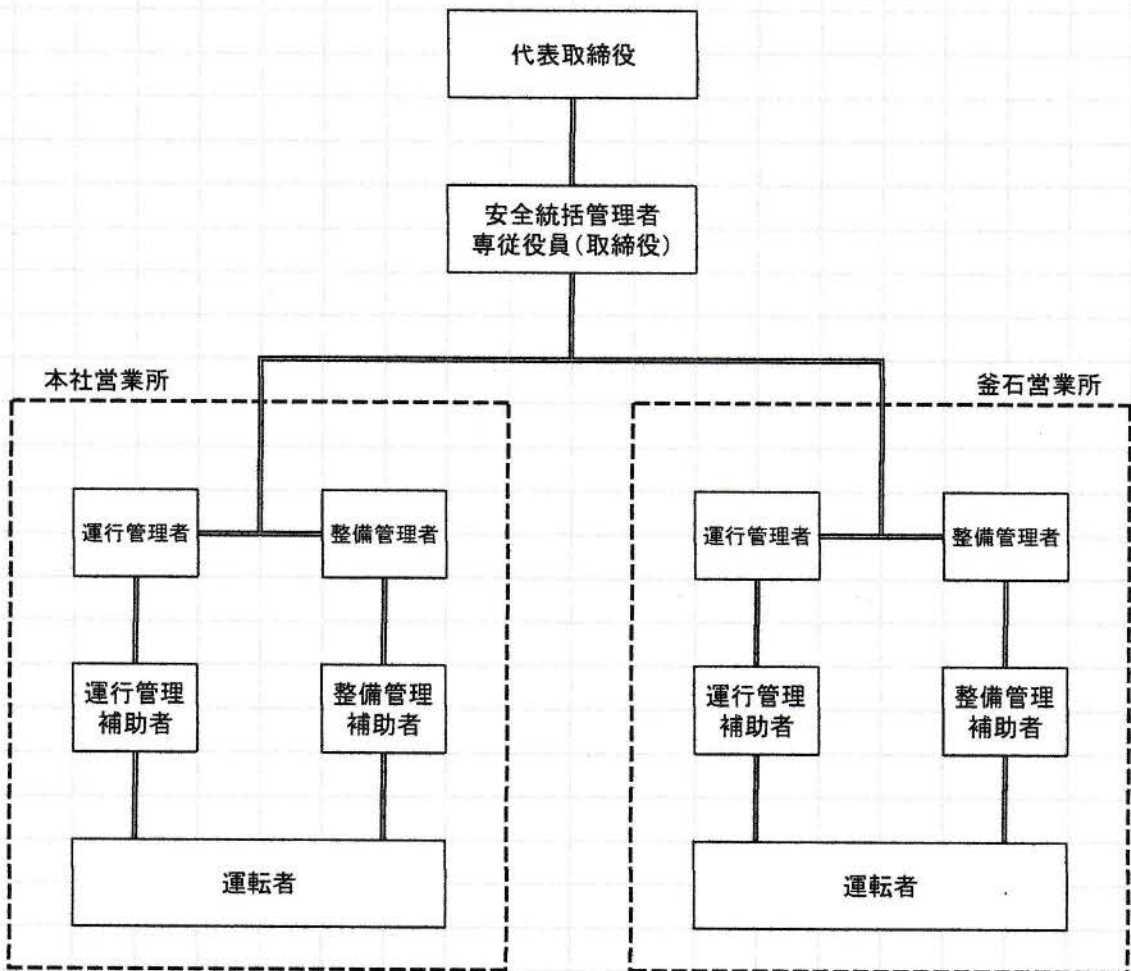 代表取締役
安全統括管理者
専従役員(取締役)
本社営業所
釜石営業所
運行管理者
整備管理者
運行管理者
整備管理者
運行管理
補助者
整備管理
補助者
運行管理
補助者
整備管理
補助者
運転者
運転者